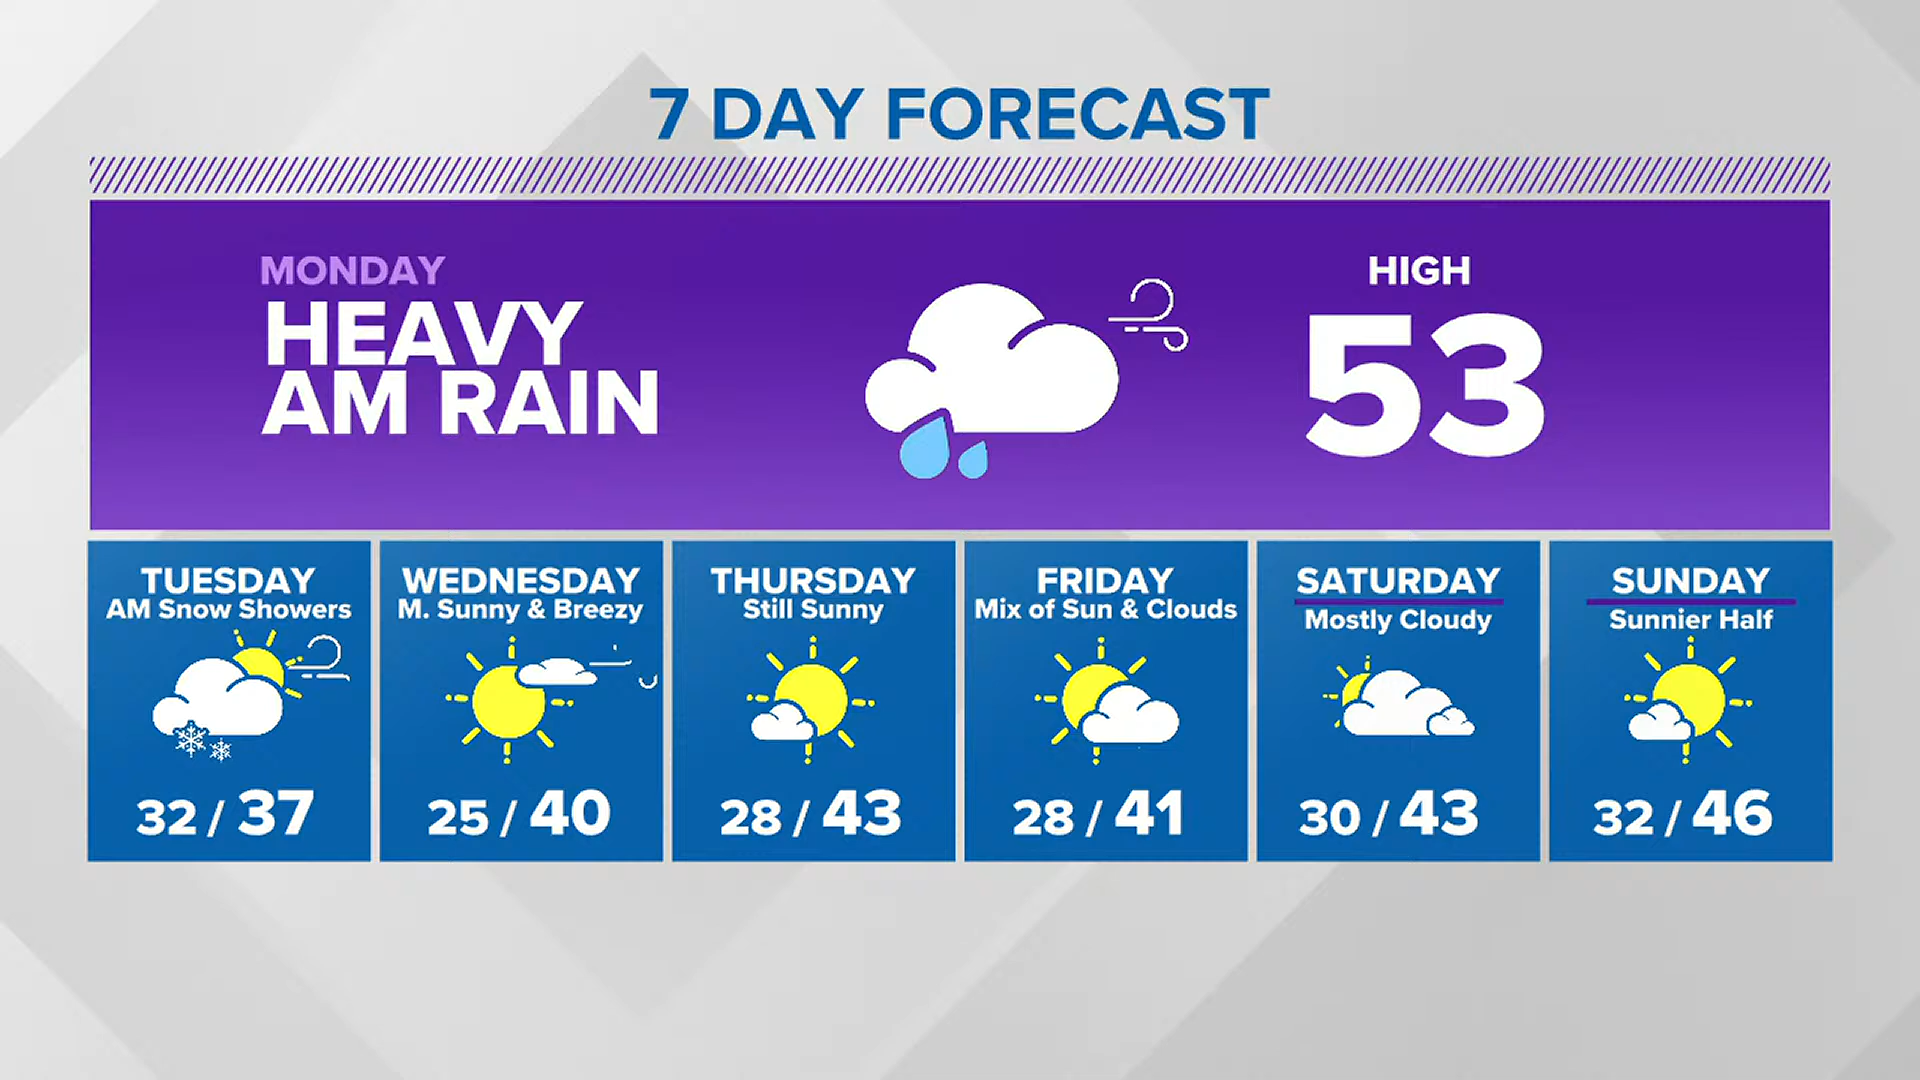 7 DAY FORECAST
MONDAY
HEAVY
AM RAIN
HIGH
53
TUESDAY
AM Snow Showers
32 / 37
WEDNESDAY
M. Sunny & Breezy
25 / 40
THURSDAY
Still Sunny
28 / 43
FRIDAY
Mix of Sun & Clouds
28 / 41
SATURDAY
Mostly Cloudy
30 / 43
SUNDAY
Sunnier Half
32 / 46